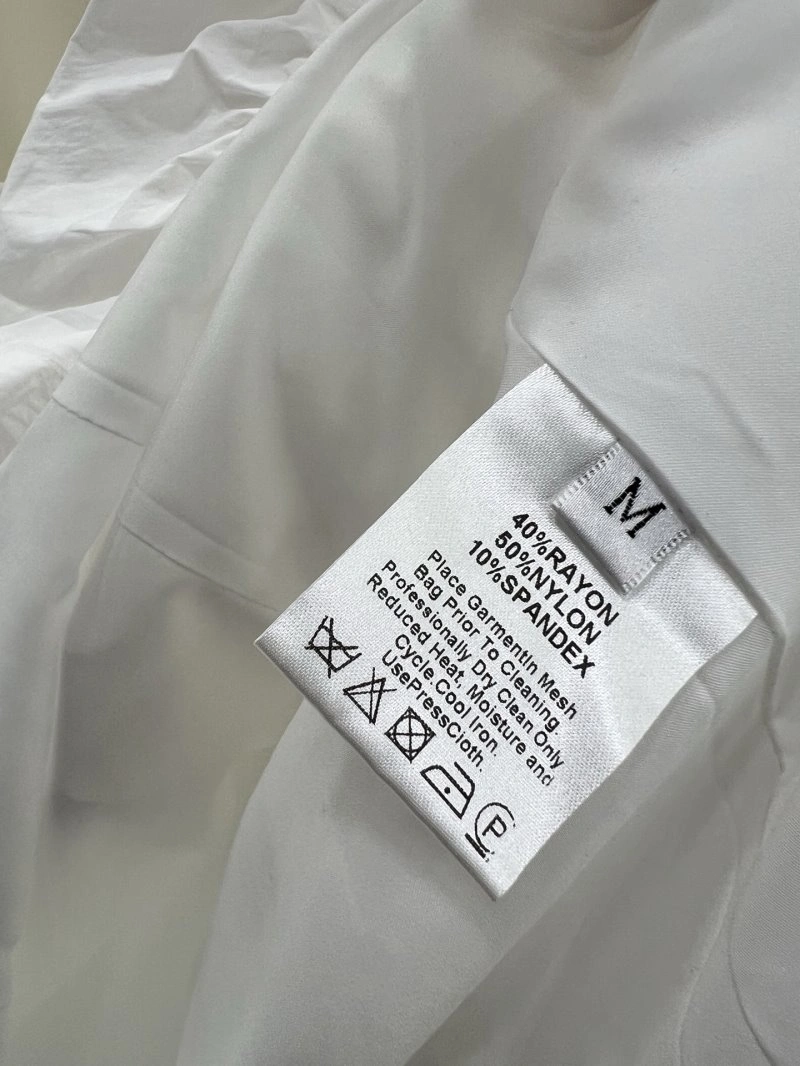 M
40%RAYON
50%NYLON
10%SPANDEX
Place GarmentIn Mesh
Bag Prior To Cleaning
Professionally Dry Clean Only
Reduced Heat, Moisture and
Cycle.Cool Iron.
UsePressCloth.
P